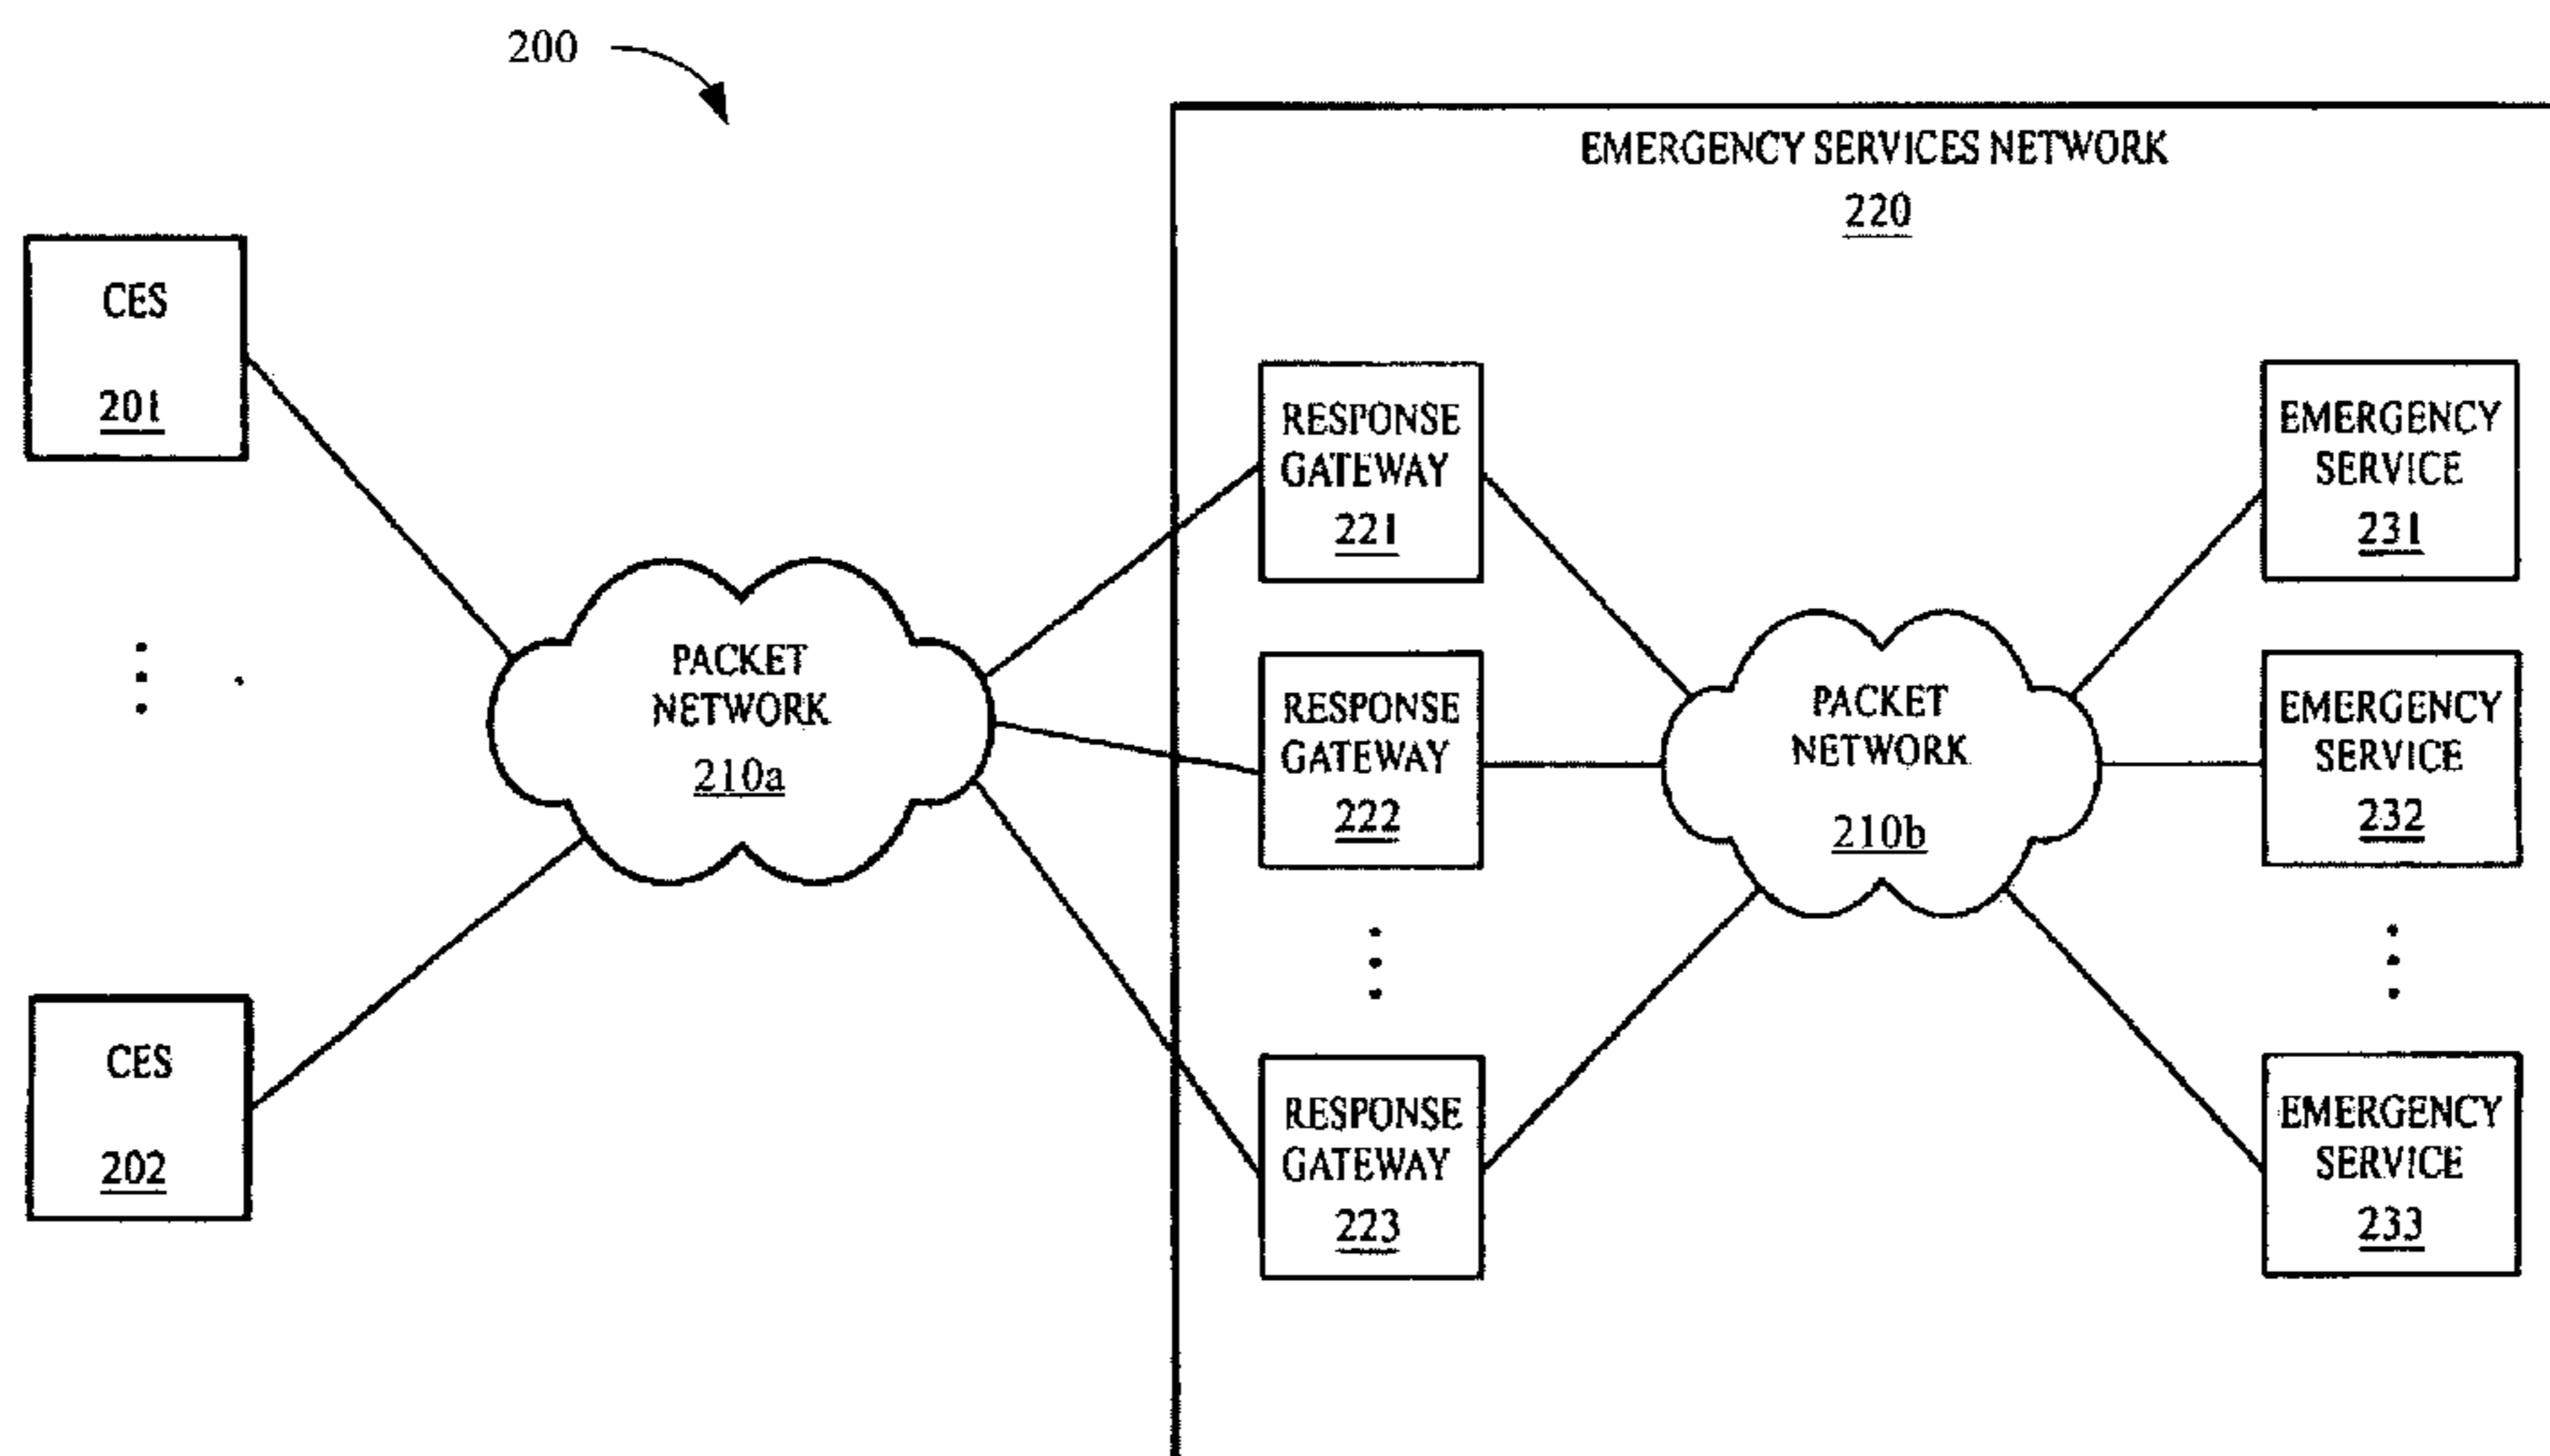 200
EMERGENCY SERVICES NETWORK
220
CES
201
CES
202
PACKET
NETWORK
210a
RESPONSE
GATEWAY
221
RESPONSE
GATEWAY
222
RESPONSE
GATEWAY
223
PACKET
NETWORK
210b
EMERGENCY
SERVICE
231
EMERGENCY
SERVICE
232
EMERGENCY
SERVICE
233